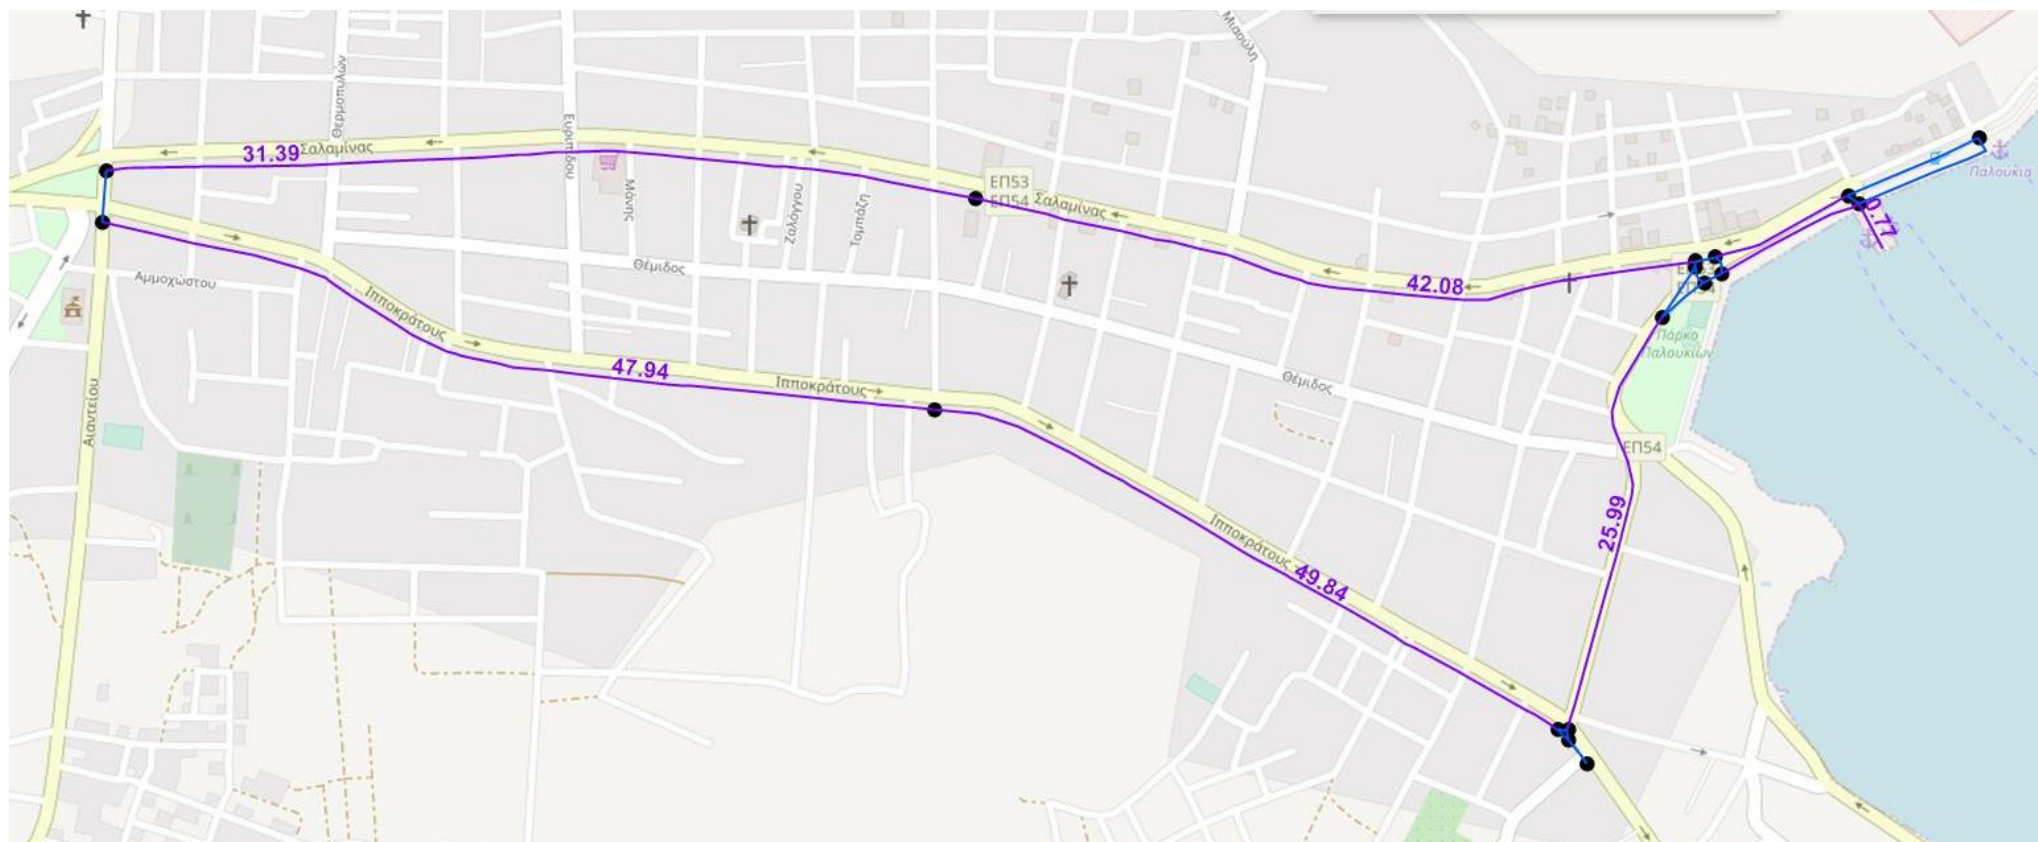 Μιαούλη
Θερμοπυλών
Ευριπίδου
31.39
Σαλαμίνας
Μάνης
Ζαλόγγου
Τομπάζη
ΕΠ53
ΕΠ54
Σαλαμίνας
Παλούκια
0.77
Θέμιδος
42.08
Αμμοχώστου
Ιπποκράτους
Πάρκο
Παλουκίων
47.94
Ιπποκράτους
Θέμιδος
Αιαντείου
ΕΠ54
25.99
Ιπποκράτους
49.84